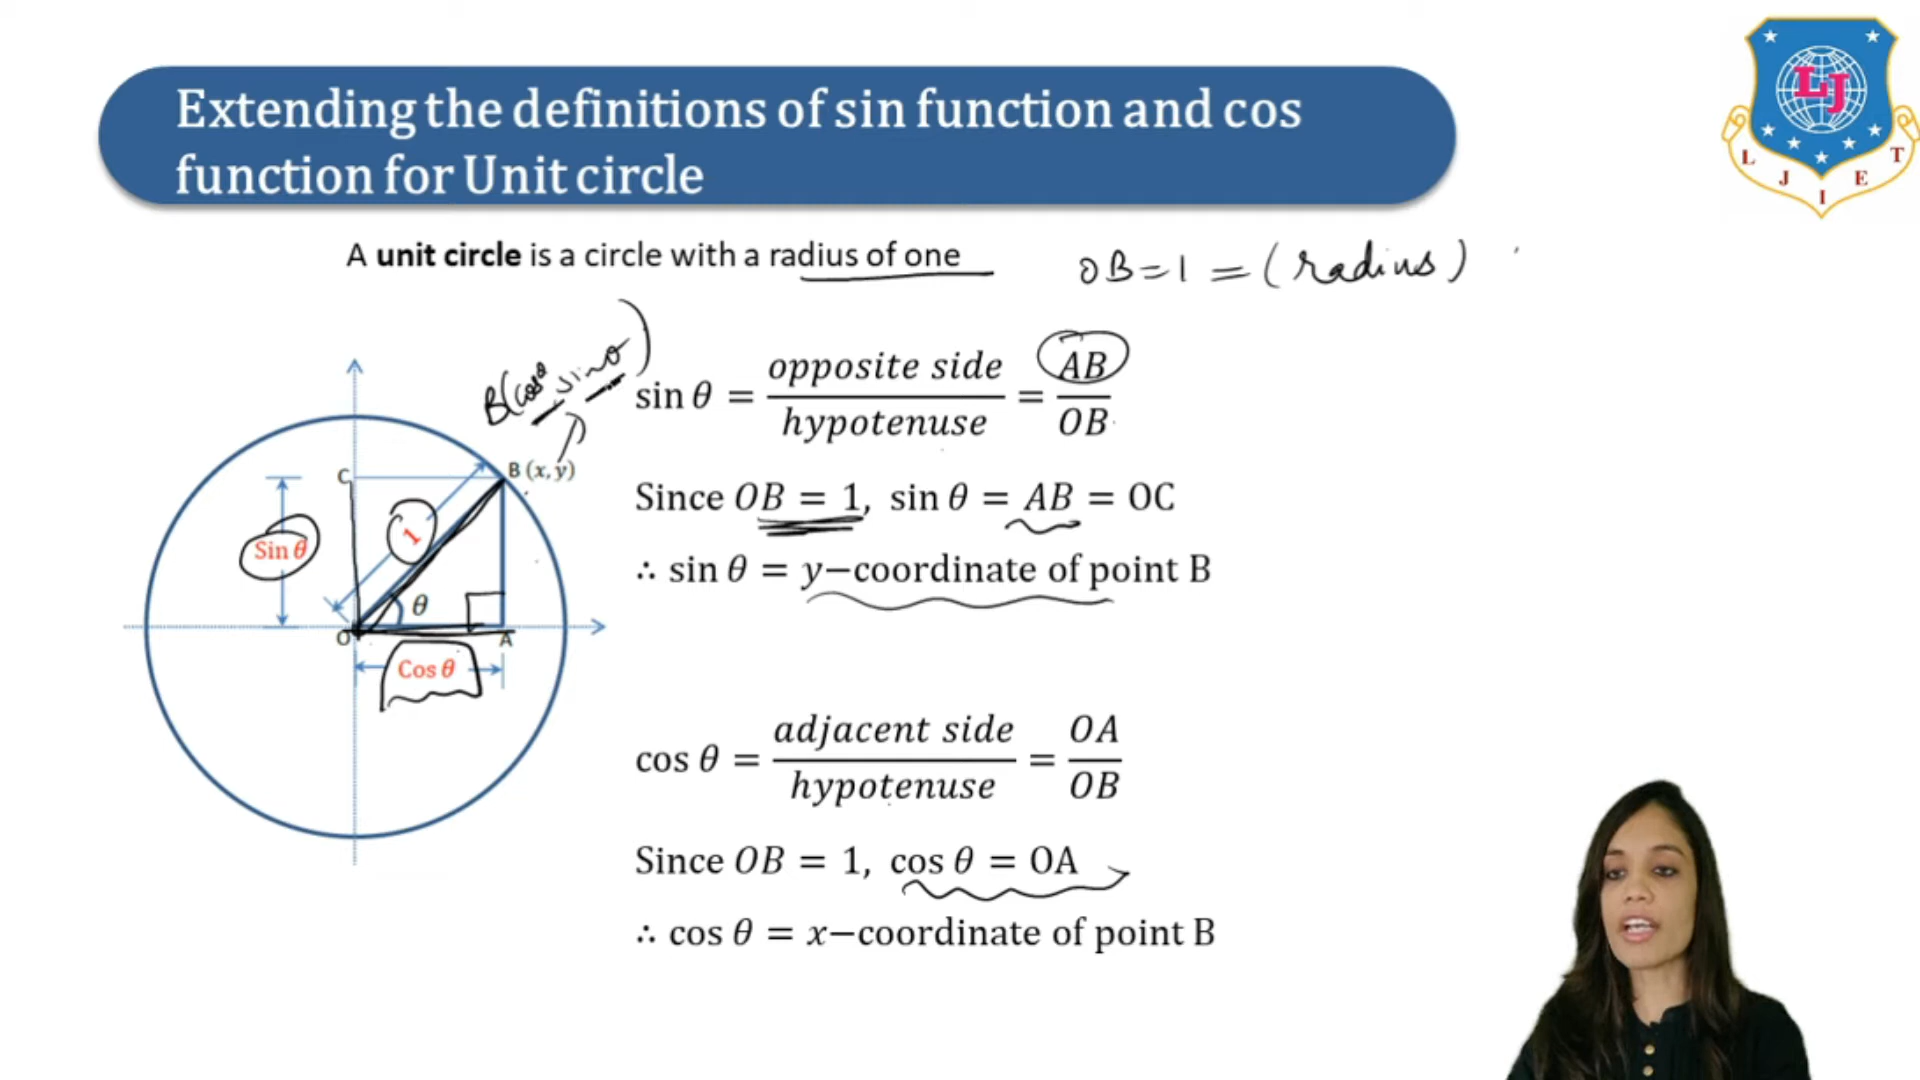 Extending the definitions of sin function and cos
function for Unit circle
LJ
L J I E T
A unit circle is a circle with a radius of one
OB=1 = (radius)
B(cosθ, sinθ)
sin θ = opposite side / hypotenuse = AB / OB
C
B (x, y)
Since OB = 1, sin θ = AB = OC
Sin θ
1
∴ sin θ = y−coordinate of point B
θ
O
A
Cos θ
cos θ = adjacent side / hypotenuse = OA / OB
Since OB = 1, cos θ = OA
∴ cos θ = x−coordinate of point B